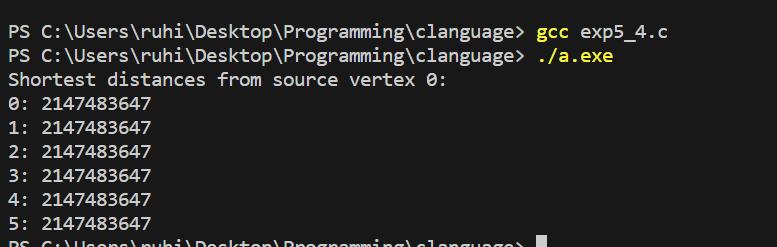 PS C:\Users\ruhi\Desktop\Programming\clanguage> gcc exp5_4.c
PS C:\Users\ruhi\Desktop\Programming\clanguage> ./a.exe
Shortest distances from source vertex 0:
0: 2147483647
1: 2147483647
2: 2147483647
3: 2147483647
4: 2147483647
5: 2147483647
PS C:\Users\ruhi\Desktop\Programming\clanguage>